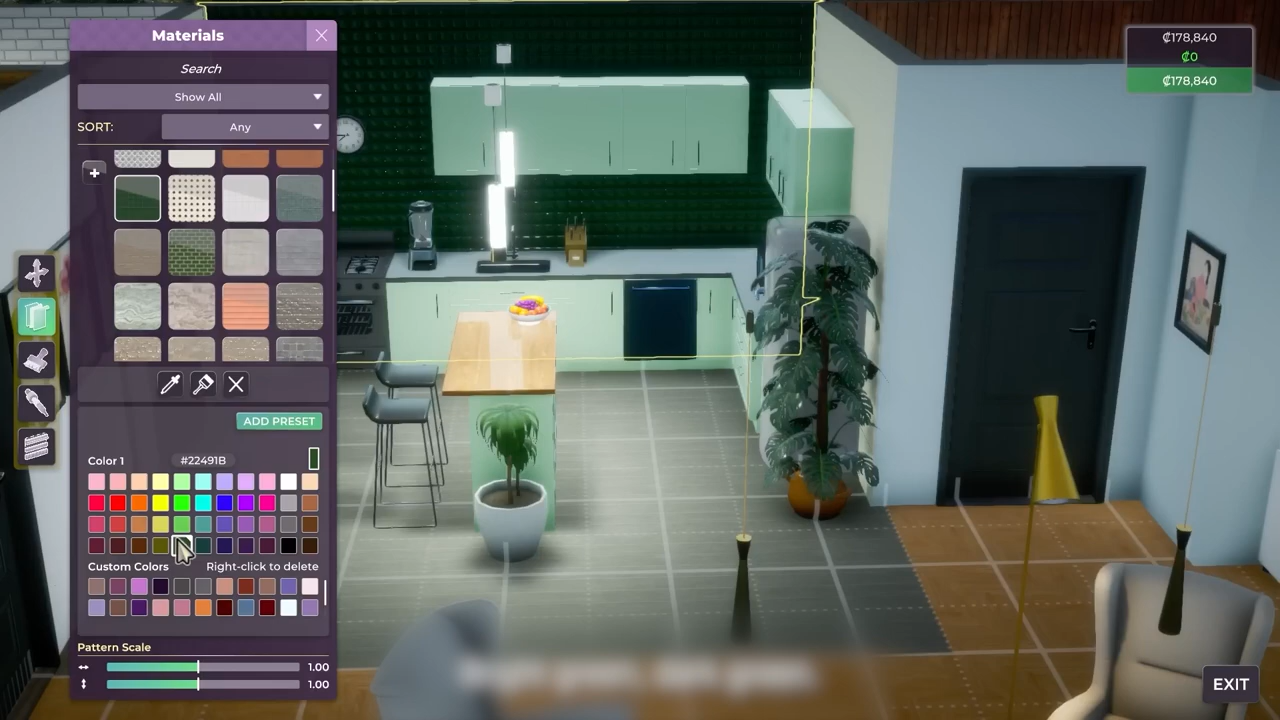 Materials
Search
Show All
SORT:
Any
ADD PRESET
Color 1
#22491B
Custom Colors
Right-click to delete
Pattern Scale
1.00
1.00
₡178,840
₡0
₡178,840
EXIT